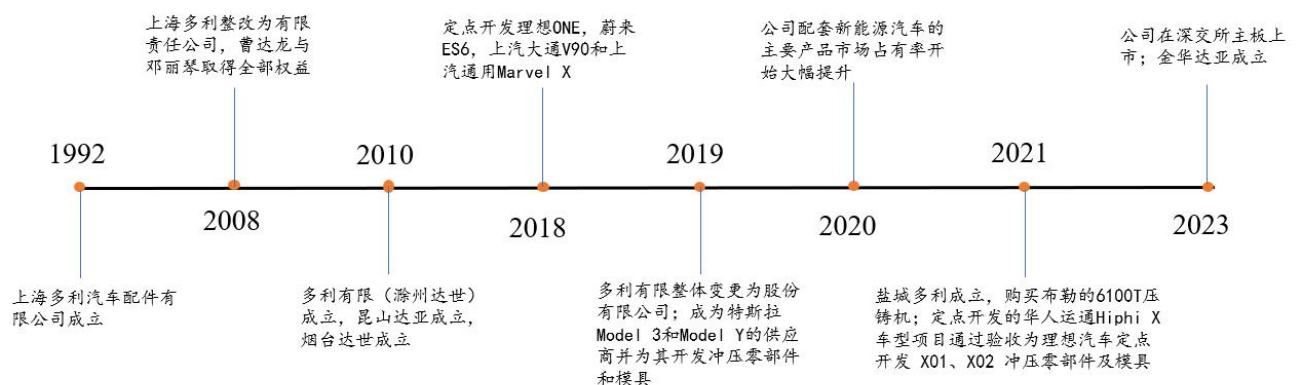 上海多利整改为有限
责任公司，曹达龙与
邓丽琴取得全部权益
定点开发理想ONE，蔚来
ES6，上汽大通V90和上
汽通用Marvel X
公司配套新能源汽车的
主要产品市场占有率开
始大幅提升
公司在深交所主板上
市；金华达亚成立
1992
2010
2019
2021
2008
2018
2020
2023
上海多利汽车配件有
限公司成立
多利有限（滁州达世）
成立，昆山达亚成立，
烟台达世成立
多利有限整体变更为股份
有限公司；成为特斯拉
Model 3和Model Y的供应
商并为其开发冲压零部件
和模具
盐城多利成立，购买布勒的6100T压
铸机；定点开发的华人运通Hiphi X
车型项目通过验收为理想汽车定点
开发 X01、X02 冲压零部件及模具